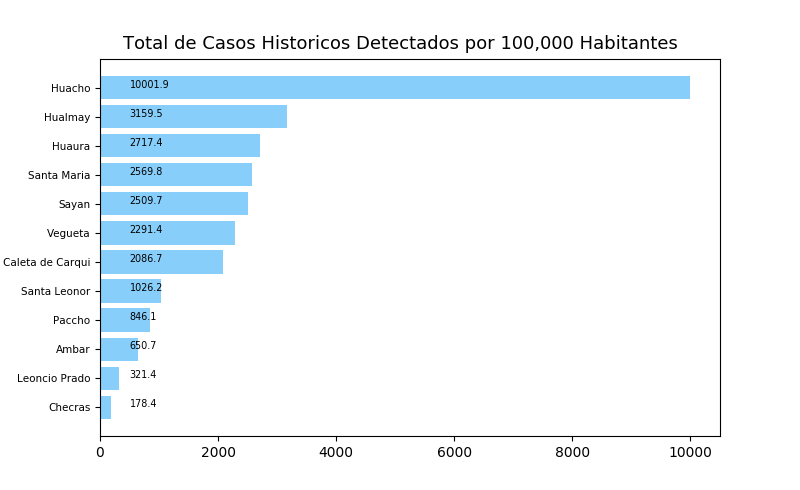 Total de Casos Historicos Detectados por 100,000 Habitantes
Huacho 10001.9
Hualmay 3159.5
Huaura 2717.4
Santa Maria 2569.8
Sayan 2509.7
Vegueta 2291.4
Caleta de Carqui 2086.7
Santa Leonor 1026.2
Paccho 846.1
Ambar 650.7
Leoncio Prado 321.4
Checras 178.4
0 2000 4000 6000 8000 10000